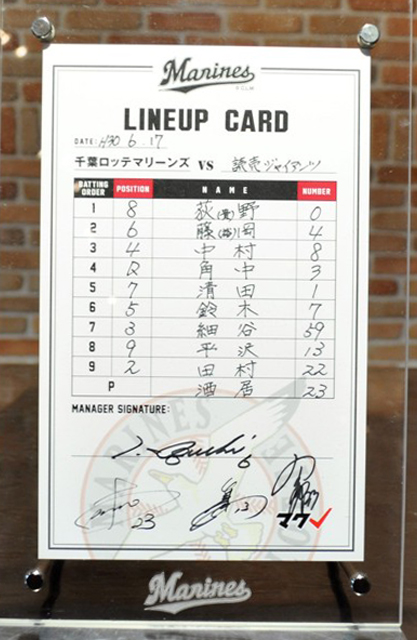 Marines
LINEUP CARD
DATE: H30 6.17
千葉ロッテマリーンズ VS 読売ジャイアンツ
BATTING ORDER POSITION NAME NUMBER
1 8 荻(貴)野 0
2 6 藤(裕)岡 4
3 4 中村 8
4 D 角中 3
5 7 清田 1
6 5 鈴木 7
7 3 細谷 59
8 9 平沢 13
9 2 田村 22
P 酒居 23
MANAGER SIGNATURE:
6
23
13
マウ
Marines